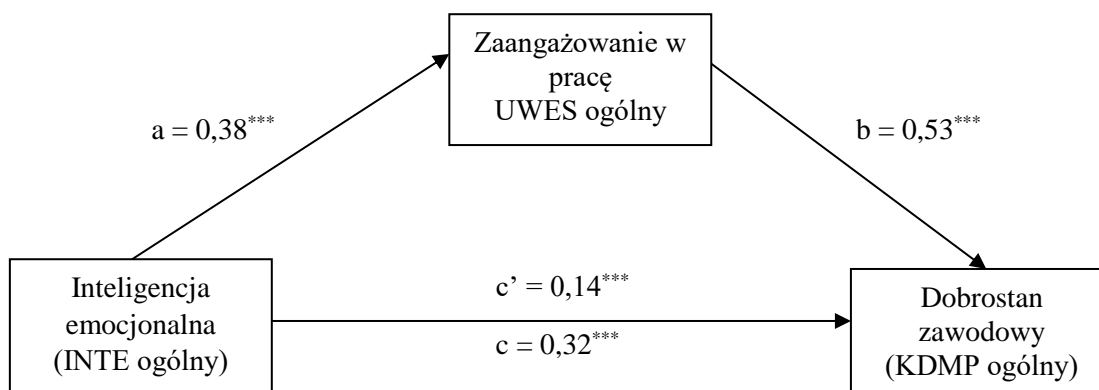 Zaangażowanie w
pracę
UWES ogólny
a = 0,38***
b = 0,53***
Inteligencja
emocjonalna
(INTE ogólny)
c’ = 0,14***
c = 0,32***
Dobrostan
zawodowy
(KDMP ogólny)